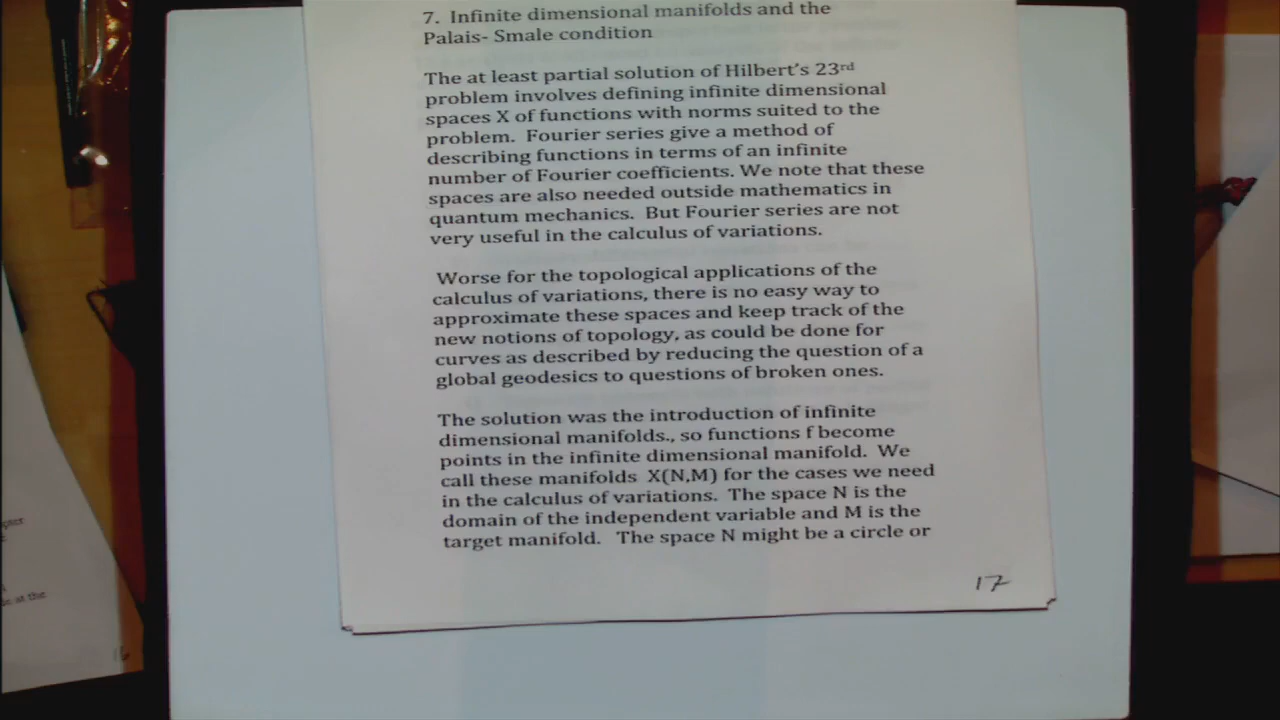 7. Infinite dimensional manifolds and the
Palais- Smale condition
The at least partial solution of Hilbert's 23rd
problem involves defining infinite dimensional
spaces X of functions with norms suited to the
problem. Fourier series give a method of
describing functions in terms of an infinite
number of Fourier coefficients. We note that these
spaces are also needed outside mathematics in
quantum mechanics. But Fourier series are not
very useful in the calculus of variations.
Worse for the topological applications of the
calculus of variations, there is no easy way to
approximate these spaces and keep track of the
new notions of topology, as could be done for
curves as described by reducing the question of a
global geodesics to questions of broken ones.
The solution was the introduction of infinite
dimensional manifolds., so functions f become
points in the infinite dimensional manifold. We
call these manifolds X(N,M) for the cases we need
in the calculus of variations. The space N is the
domain of the independent variable and M is the
target manifold. The space N might be a circle or
17
at the
16